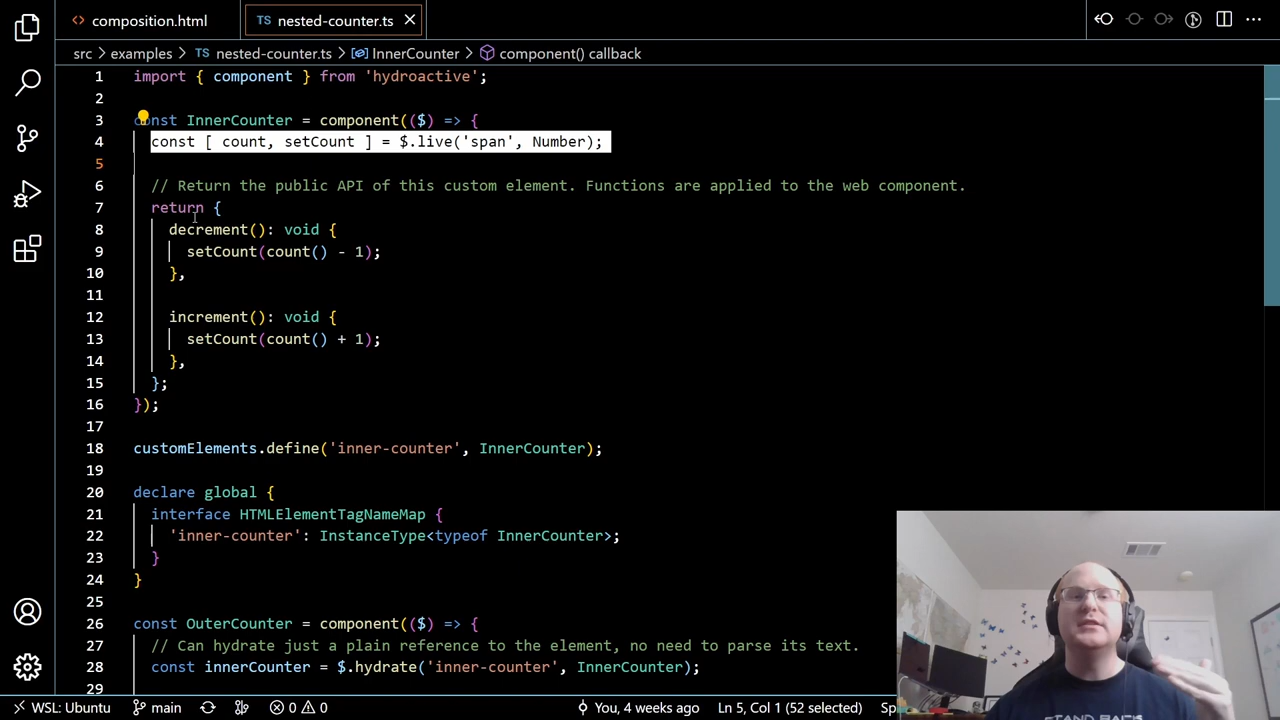 composition.html
TS nested-counter.ts
src > examples > TS nested-counter.ts > InnerCounter > component() callback
1 import { component } from 'hydroactive';
2
3 const InnerCounter = component(($) => {
4 const [ count, setCount ] = $.live('span', Number);
5
6 // Return the public API of this custom element. Functions are applied to the web component.
7 return {
8 decrement(): void {
9 setCount(count() - 1);
10 },
11
12 increment(): void {
13 setCount(count() + 1);
14 },
15 };
16 });
17
18 customElements.define('inner-counter', InnerCounter);
19
20 declare global {
21 interface HTMLElementTagNameMap {
22 'inner-counter': InstanceType<typeof InnerCounter>;
23 }
24 }
25
26 const OuterCounter = component(($) => {
27 // Can hydrate just a plain reference to the element, no need to parse its text.
28 const innerCounter = $.hydrate('inner-counter', InnerCounter);
29
WSL: Ubuntu main 0 0 You, 4 weeks ago Ln 5, Col 1 (52 selected)